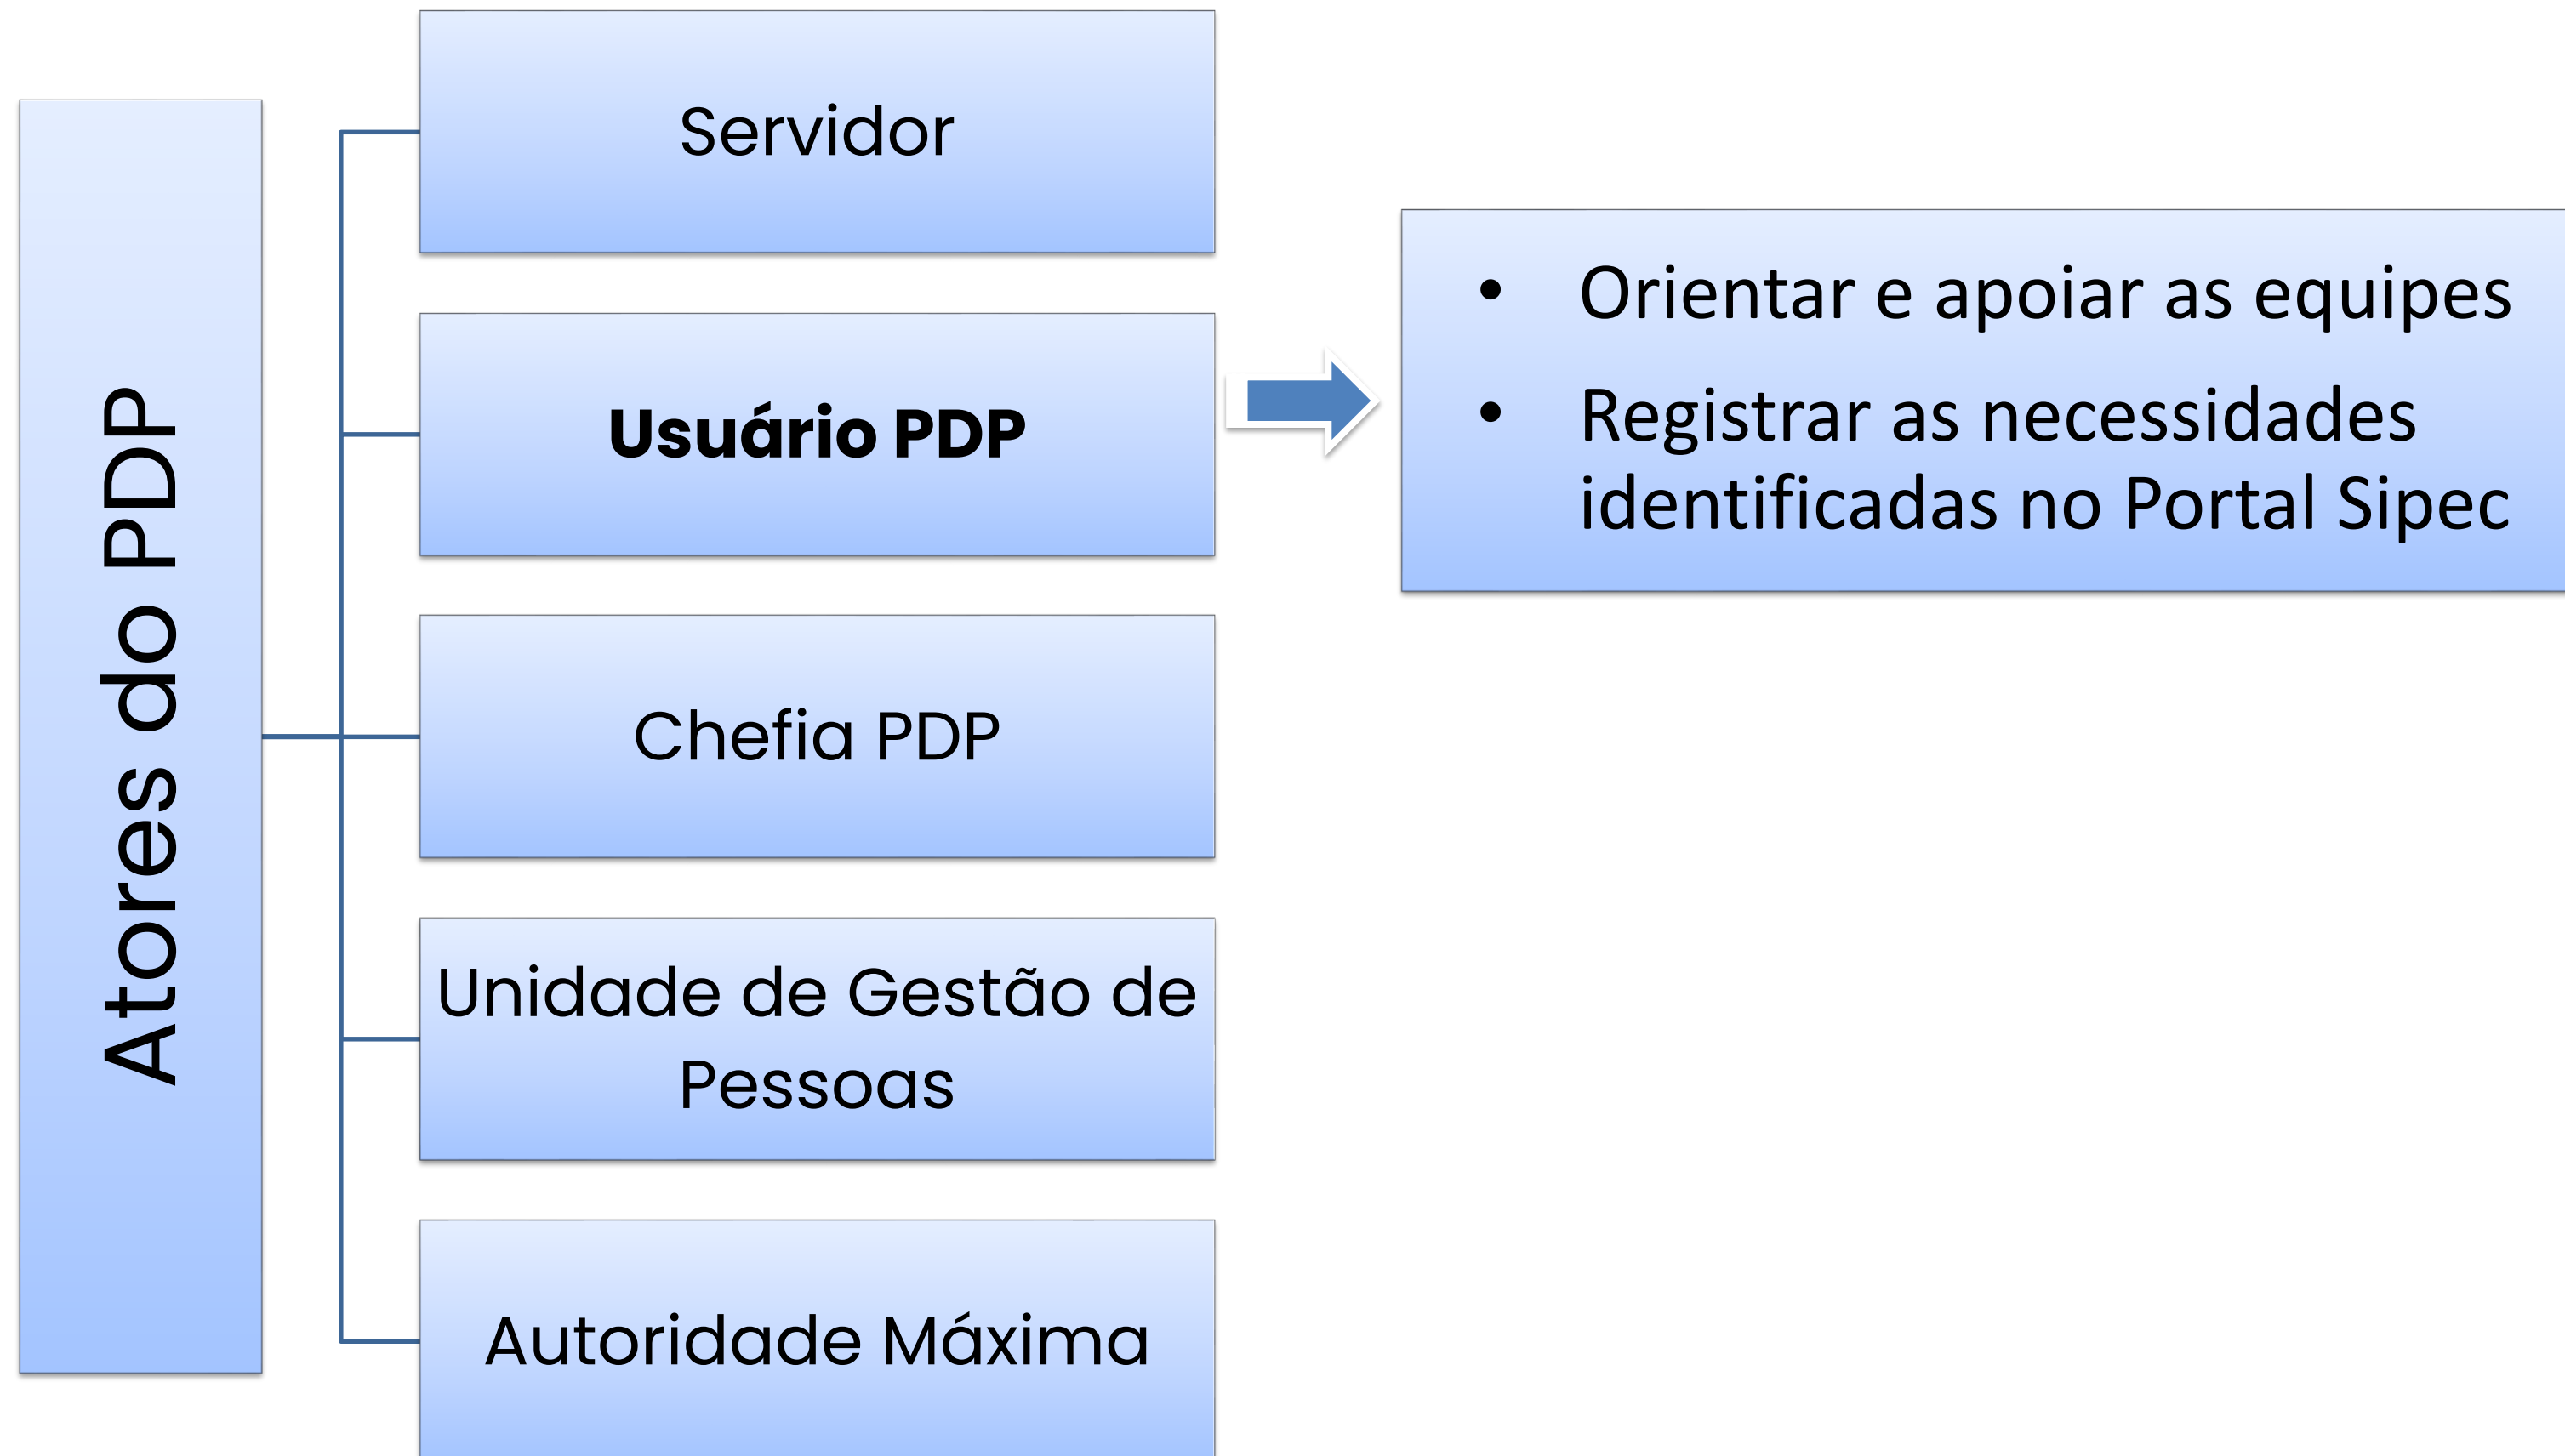 Atores do PDP
Servidor
Usuário PDP
• Orientar e apoiar as equipes
• Registrar as necessidades
identificadas no Portal Sipec
Chefia PDP
Unidade de Gestão de
Pessoas
Autoridade Máxima